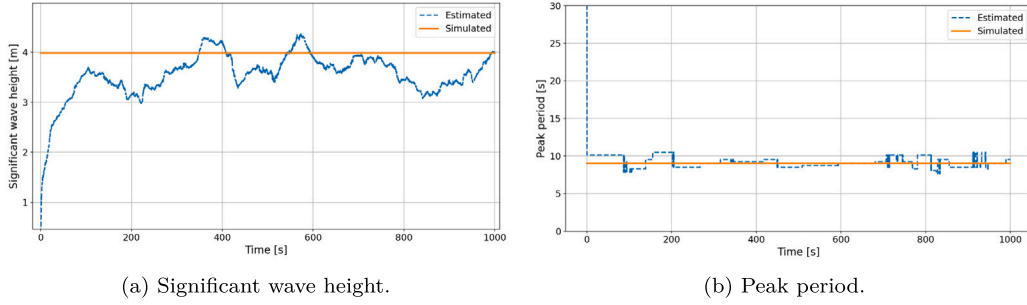 Significant wave height [m]
4
3
2
1
0
200
400
600
800
1000
Time [s]
Estimated
Simulated
(a) Significant wave height.
Peak period [s]
30
25
20
15
10
5
0
0
200
400
600
800
1000
Time [s]
Estimated
Simulated
(b) Peak period.